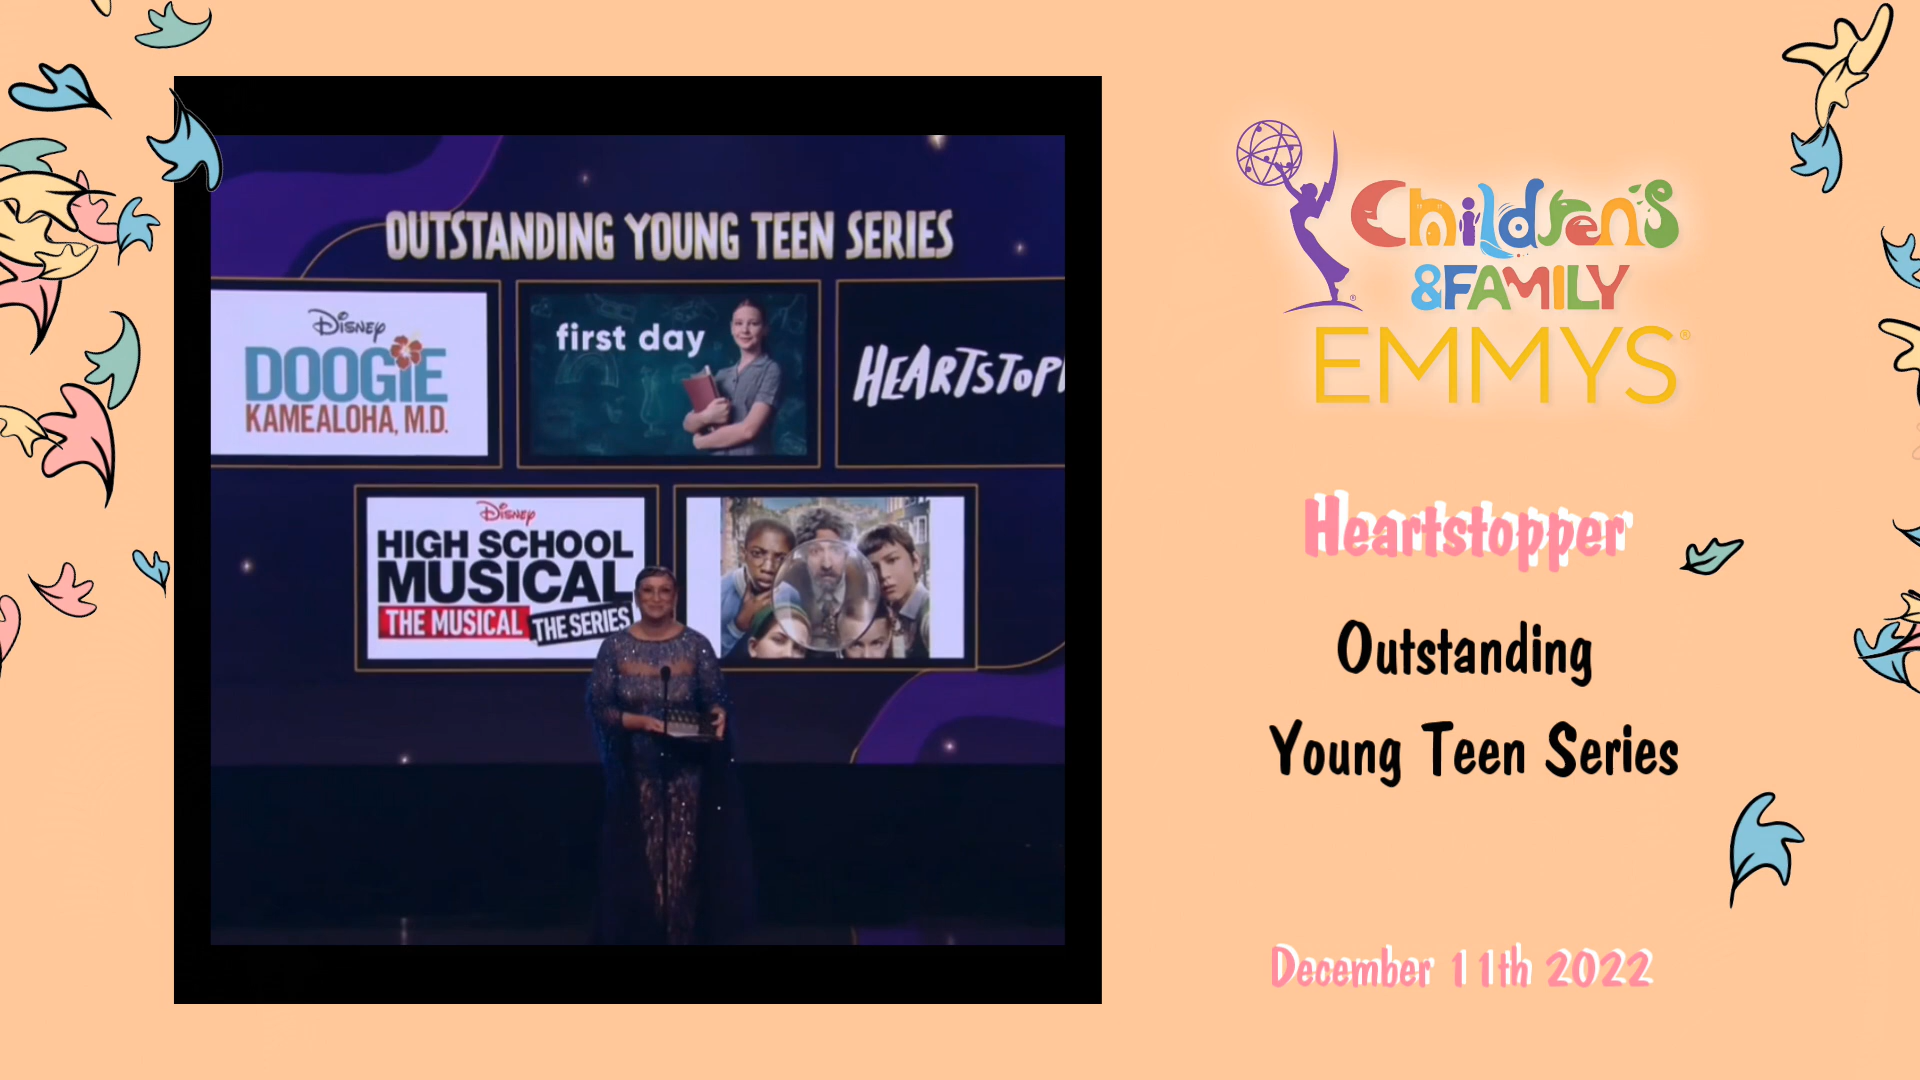 OUTSTANDING YOUNG TEEN SERIES
DISNEY
DOOGIE
KAMEALOHA, M.D.
first day
HEARTSTOPP
DISNEY
HIGH SCHOOL
MUSICAL
THE MUSICAL THE SERIES
Children's
&FAMILY
EMMYS®
Heartstopper
Outstanding
Young Teen Series
December 11th 2022